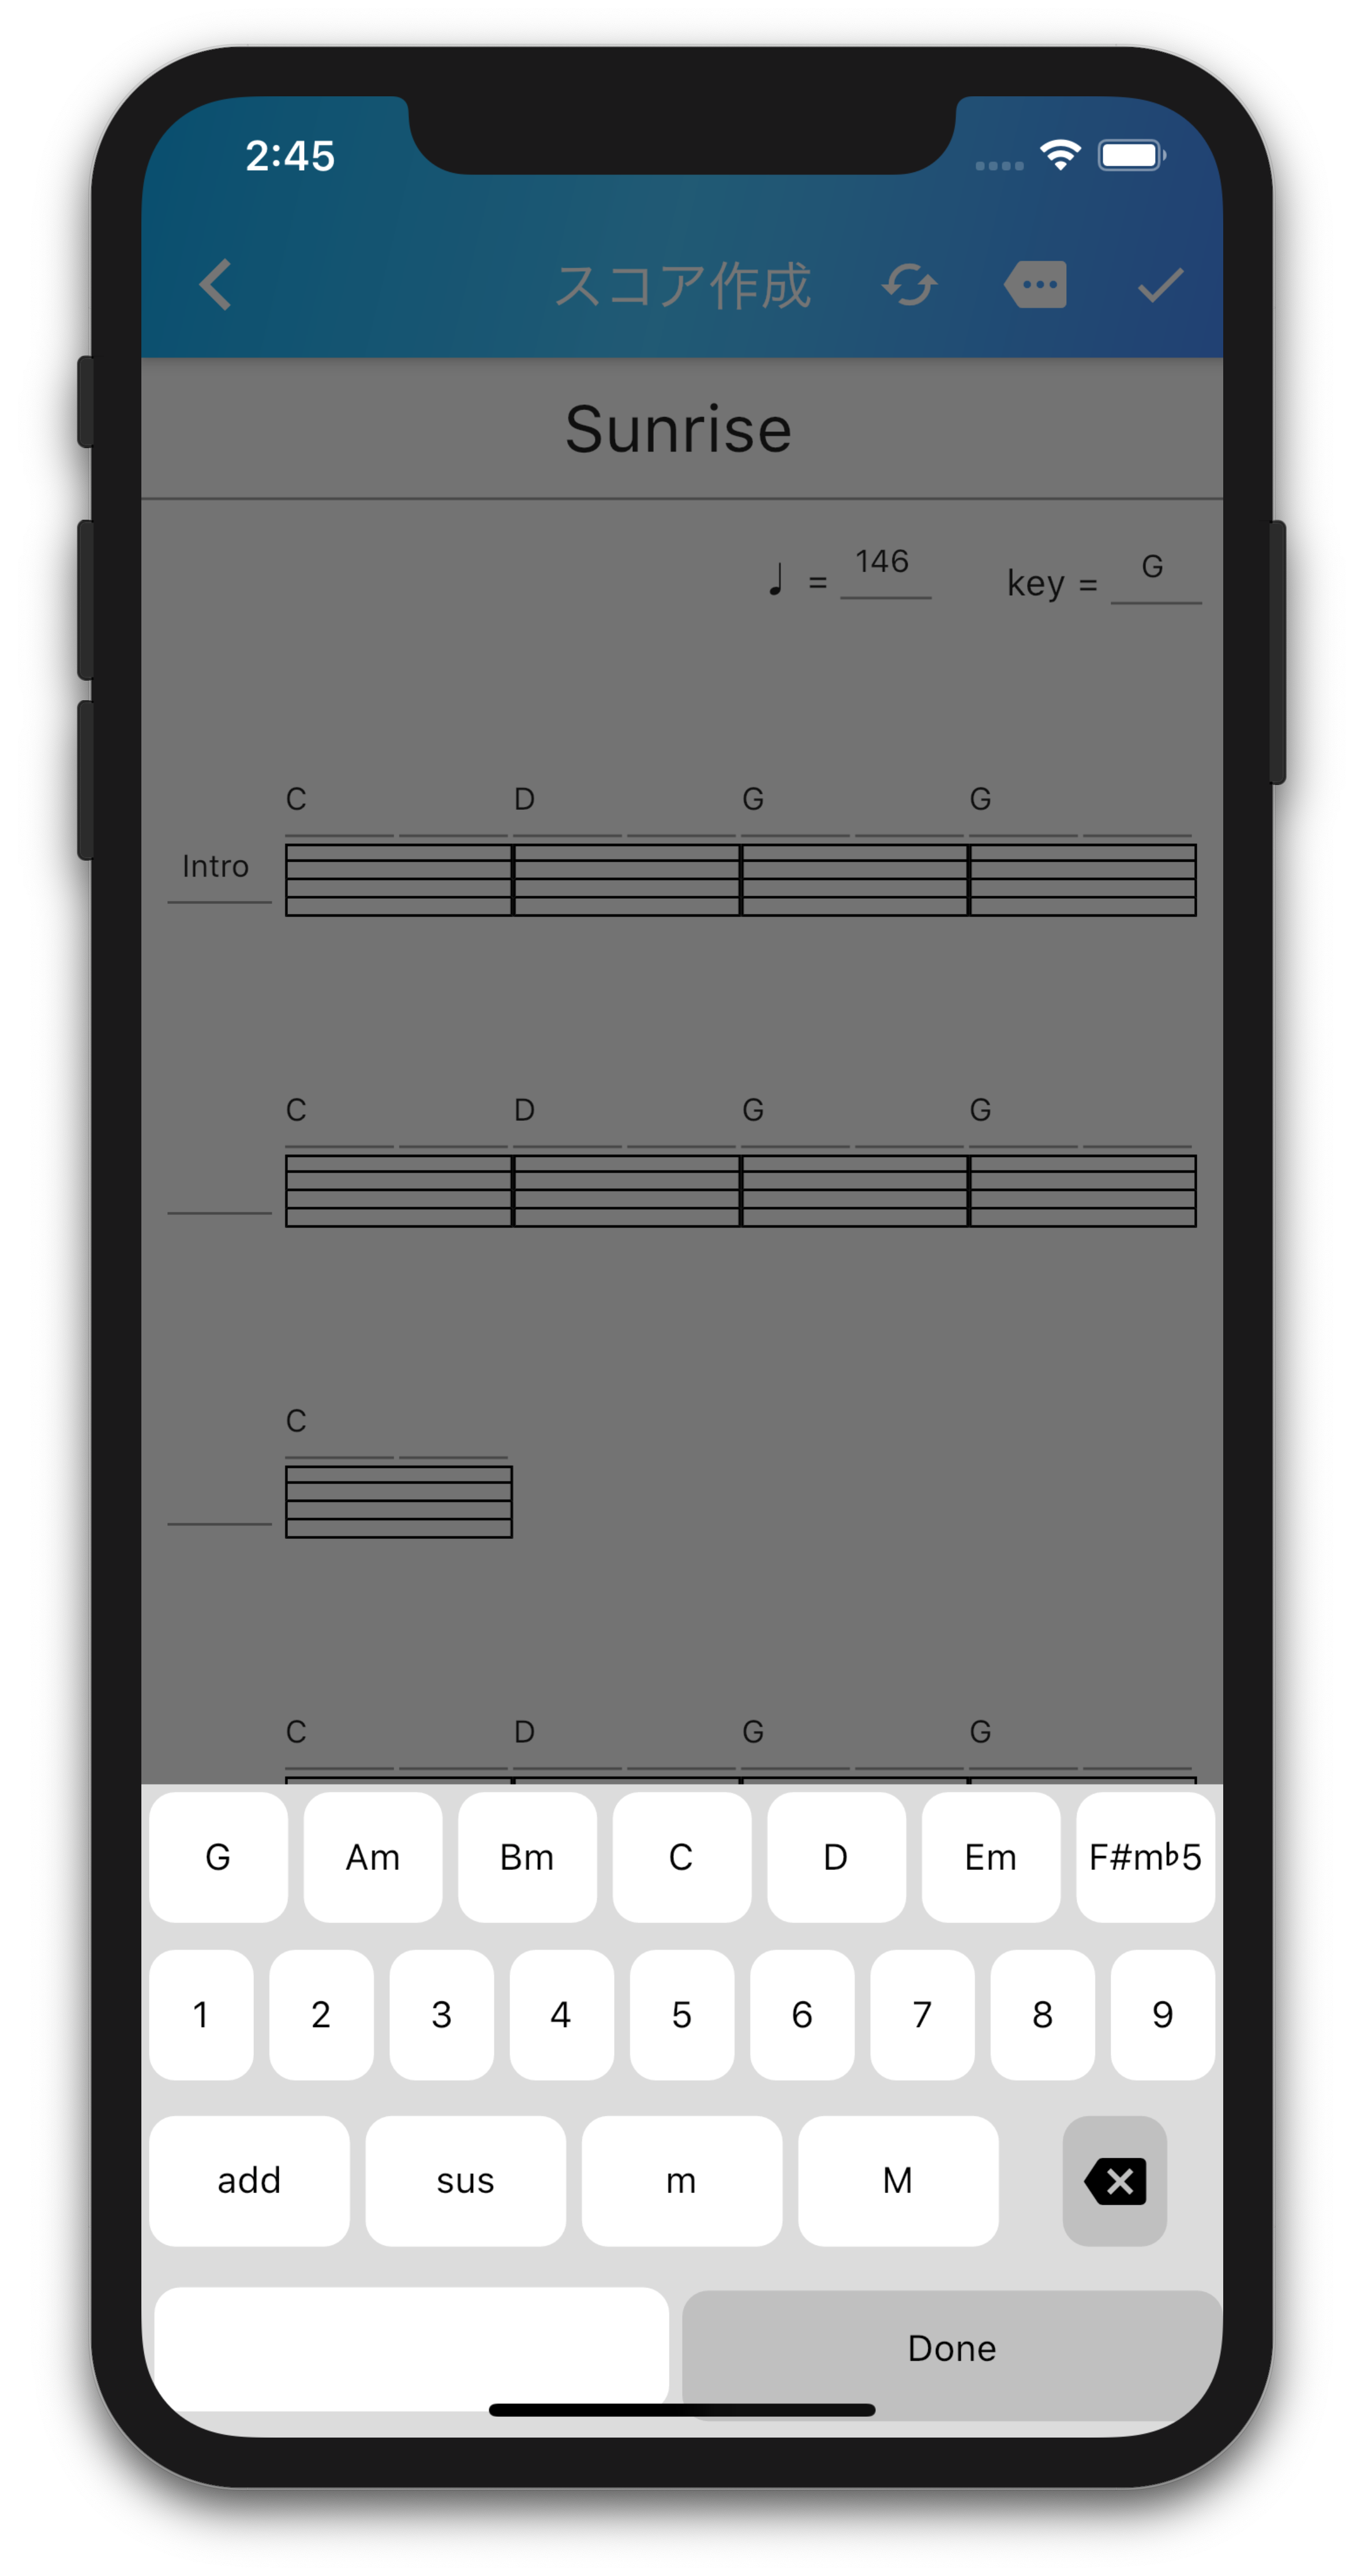 2:45
スコア作成
Sunrise
♩ = 146 key = G
C D G G
Intro
C D G G
C
C D G G
G Am Bm C D Em F#m♭5
1 2 3 4 5 6 7 8 9
add sus m M
Done